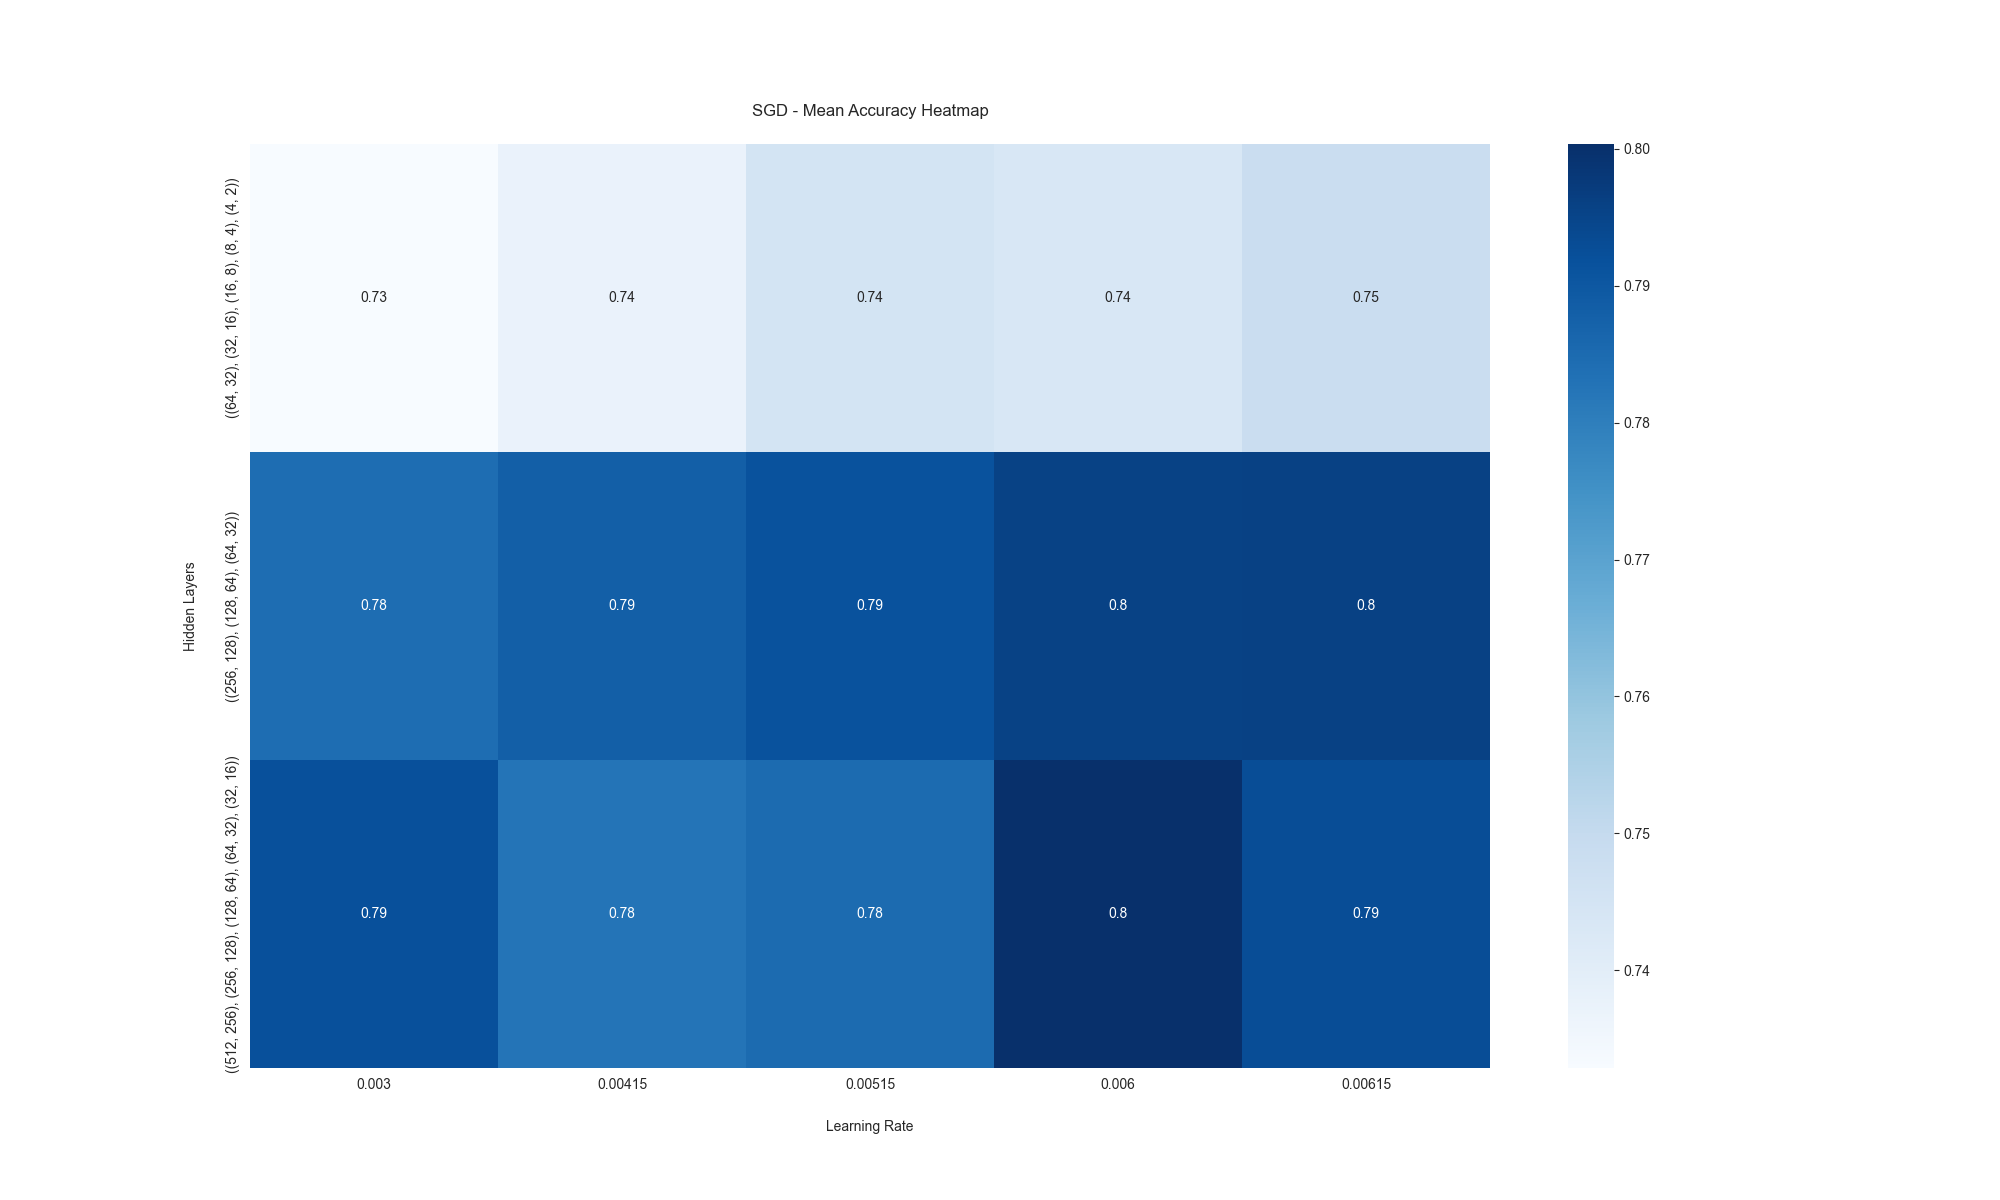 SGD - Mean Accuracy Heatmap
Hidden Layers
((64, 32), (32, 16), (16, 8), (8, 4), (4, 2))
0.73 0.74 0.74 0.74 0.75
((256, 128), (128, 64), (64, 32))
0.78 0.79 0.79 0.8 0.8
((512, 256), (256, 128), (128, 64), (64, 32), (32, 16))
0.79 0.78 0.78 0.8 0.79
0.003 0.00415 0.00515 0.006 0.00615
Learning Rate
0.80
0.79
0.78
0.77
0.76
0.75
0.74